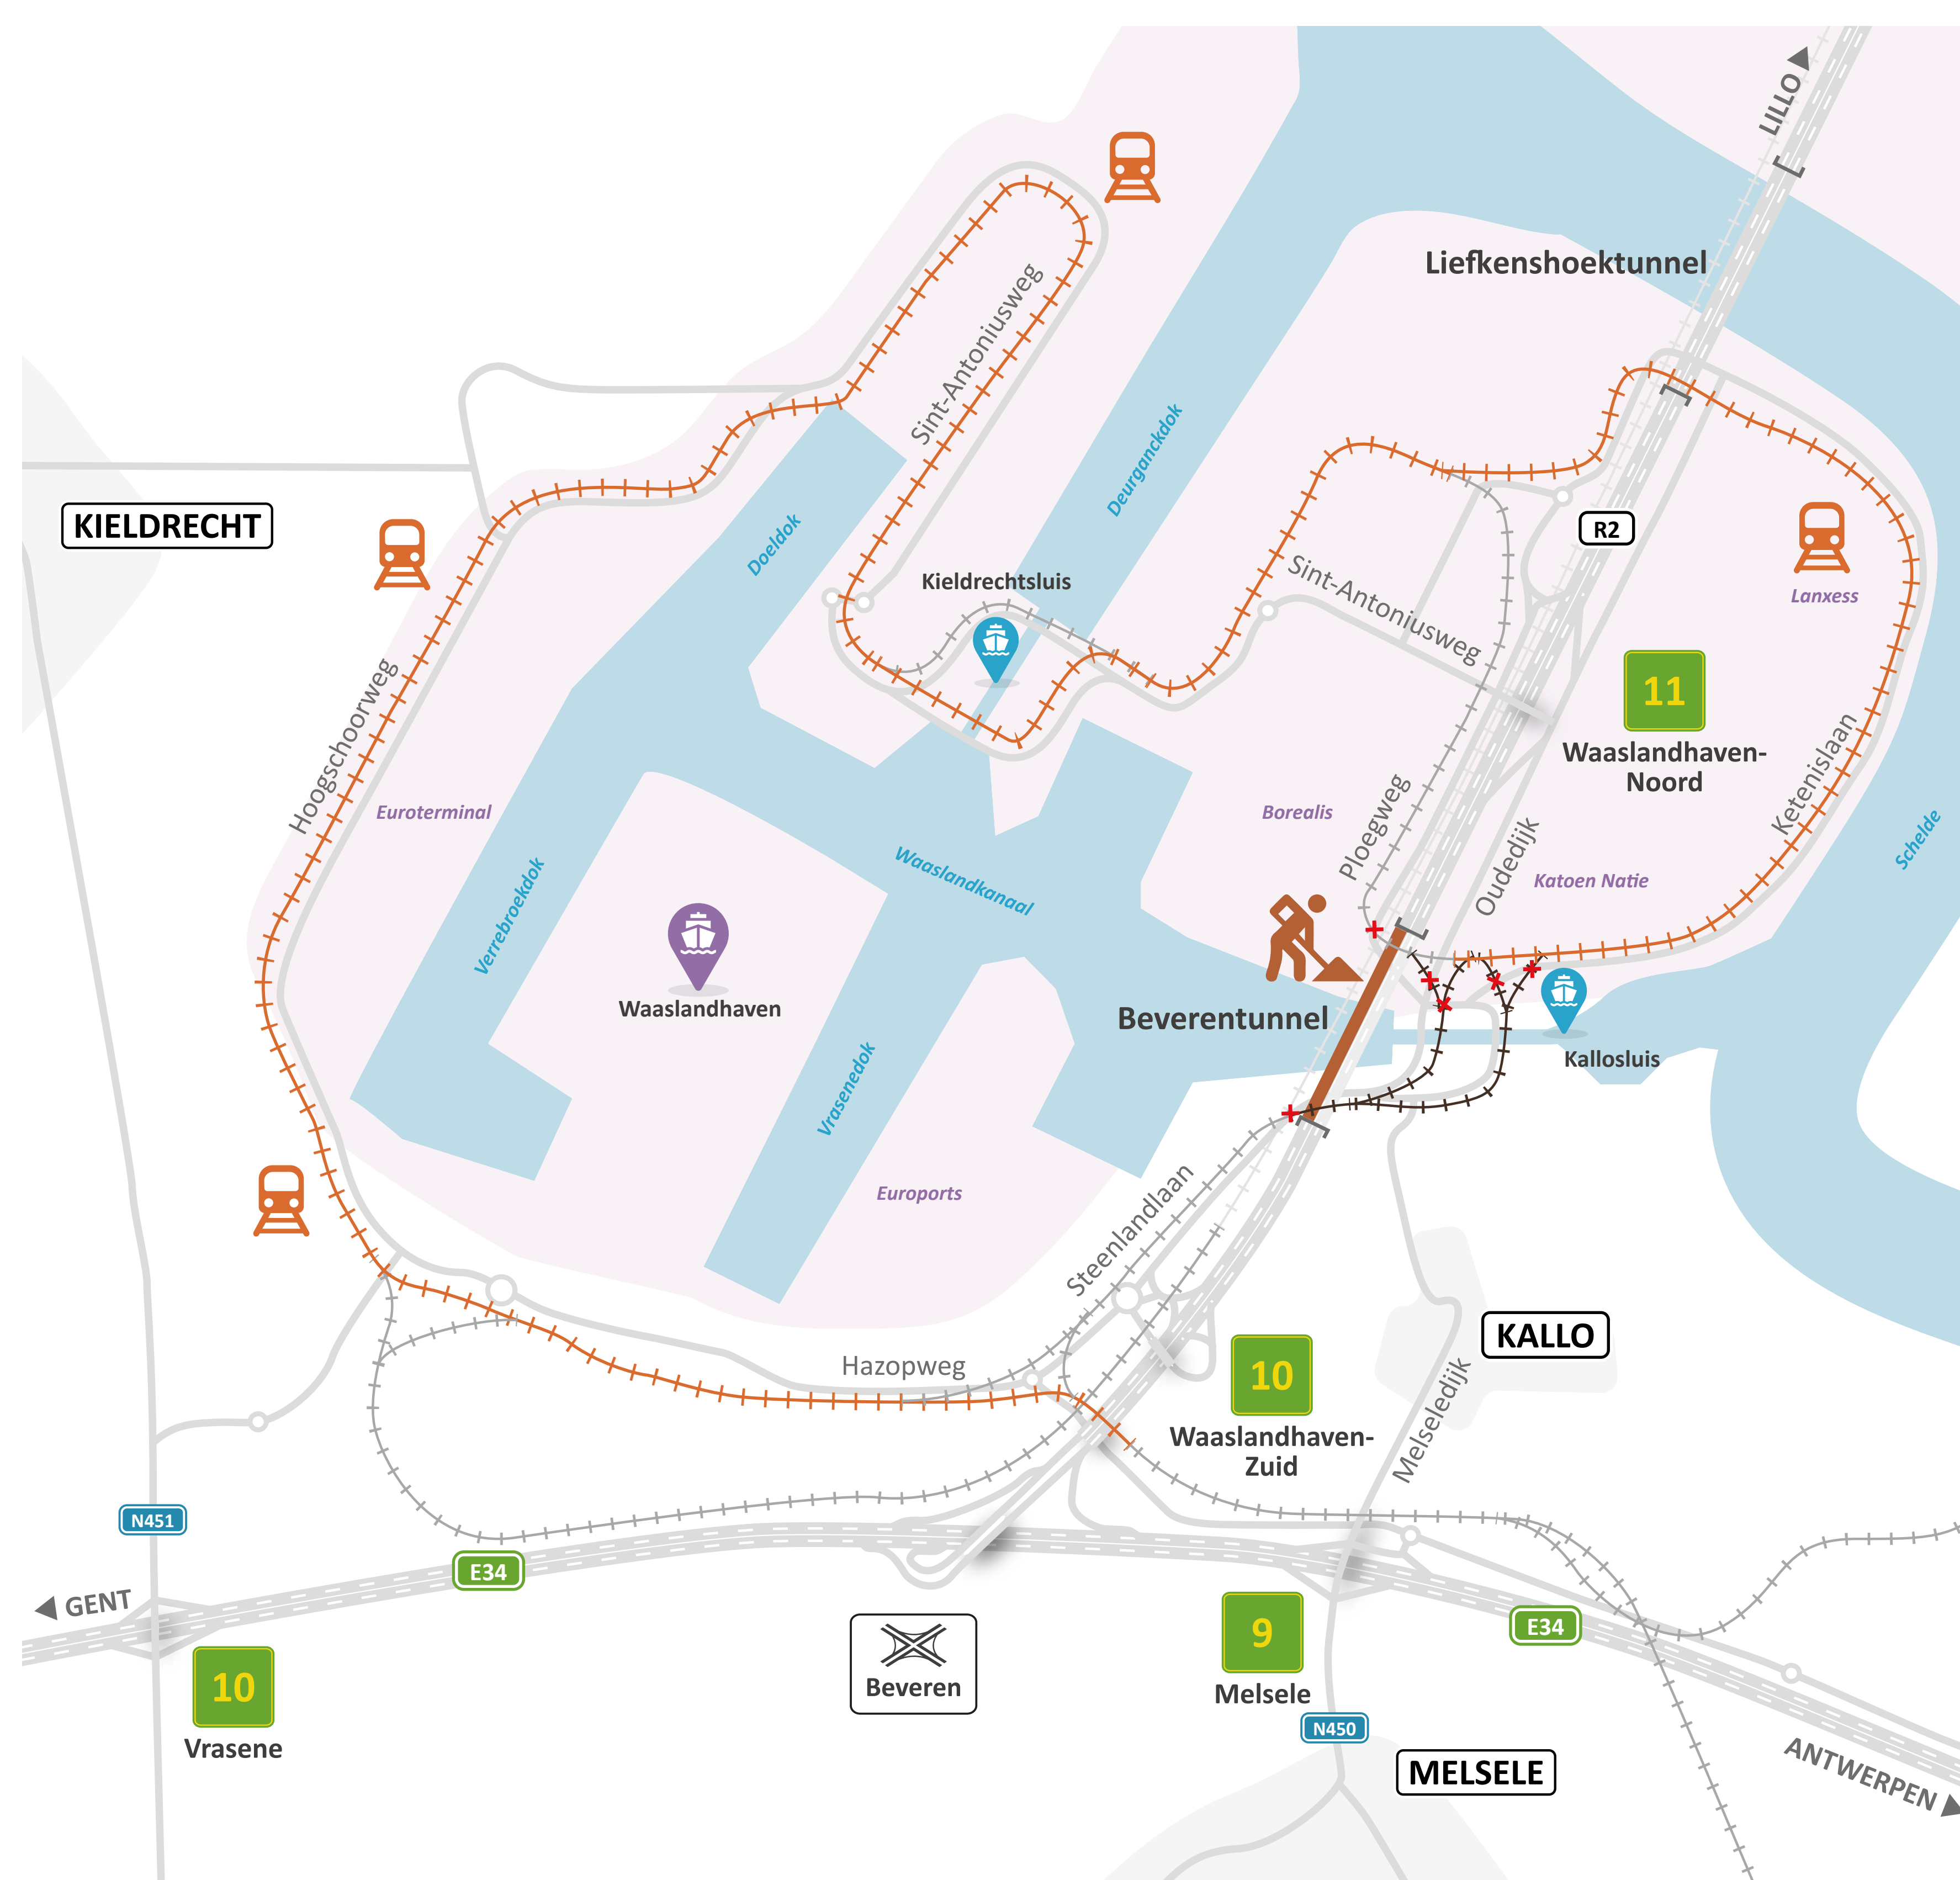 LILLO
Liefkenshoektunnel
Sint-Antoniusweg
Deurganckdok
KIELDRECHT
R2
Doeldok
Kieldrechtsluis
Sint-Antoniusweg
Lanxess
11
Waaslandhaven-
Noord
Hoogschoorweg
Euroterminal
Borealis
Ploegweg
Ketenislaan
Schelde
Waaslandkanaal
Oudedijk
Katoen Natie
Verrebroekdok
Waaslandhaven
Beverentunnel
Kallosluis
Vrasenedok
Euroports
Steenlandlaan
KALLO
Hazopweg
10
Waaslandhaven-
Zuid
Melseledijk
N451
E34
GENT
9
Melsele
E34
Beveren
10
Vrasene
N450
MELSELE
ANTWERPEN